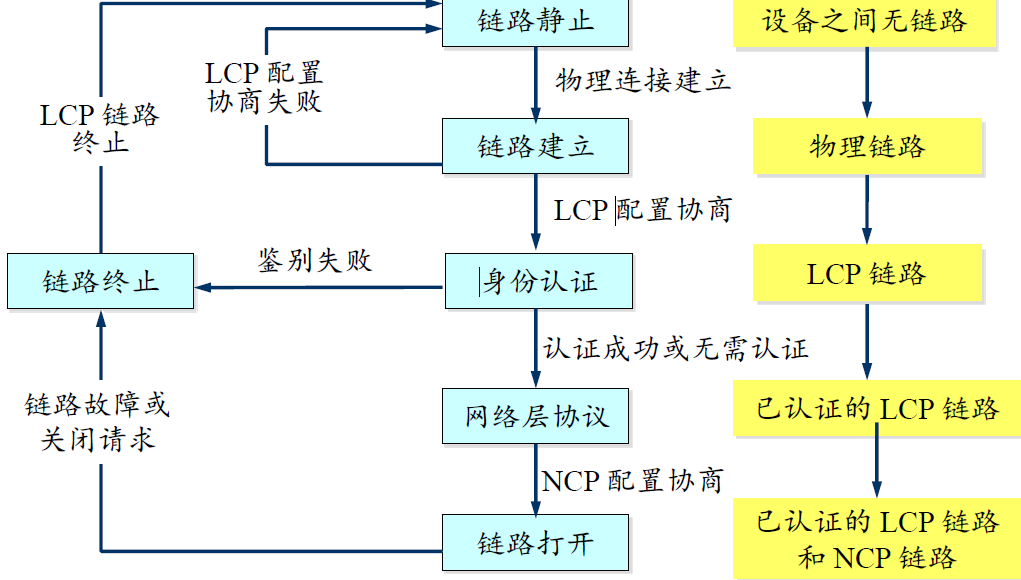 链路静止
设备之间无链路
LCP 配置
协商失败
物理连接建立
LCP 链路
终止
链路建立
物理链路
LCP 配置协商
鉴别失败
链路终止
身份认证
LCP 链路
认证成功或无需认证
链路故障或
关闭请求
网络层协议
已认证的 LCP 链路
NCP 配置协商
链路打开
已认证的 LCP 链路
和 NCP 链路